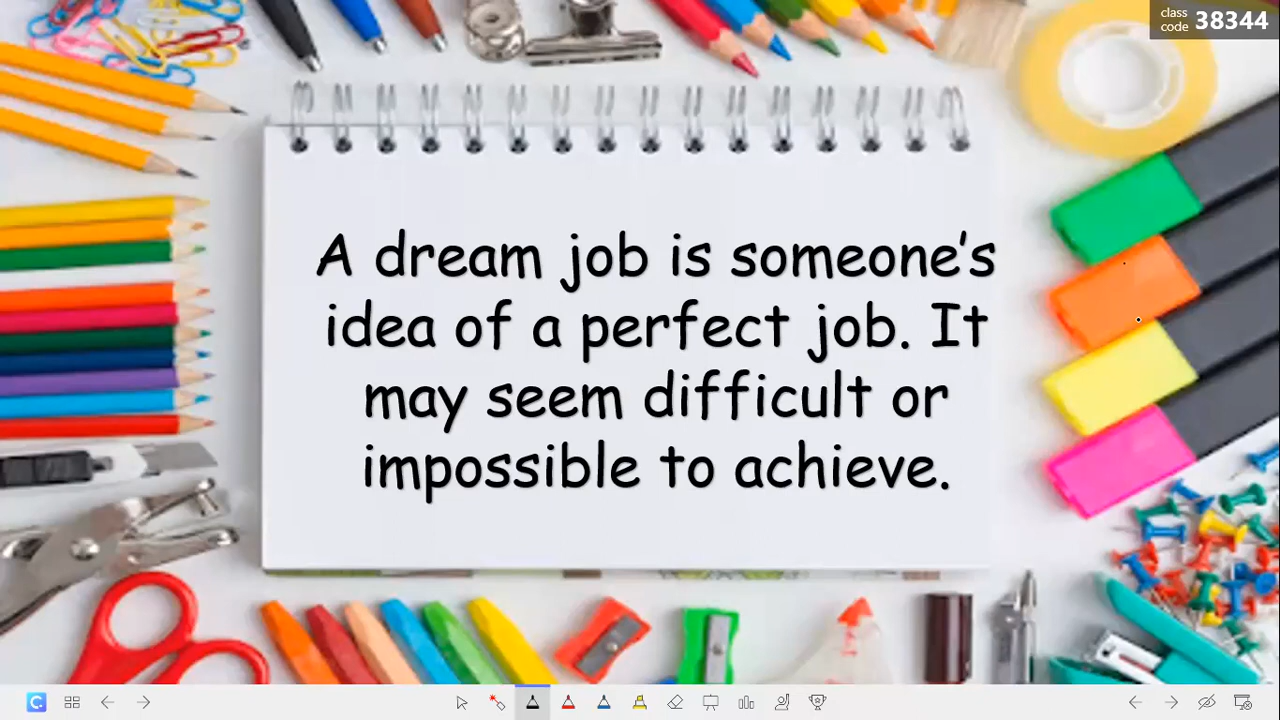 class
code 38344
A dream job is someone's
idea of a perfect job. It
may seem difficult or
impossible to achieve.